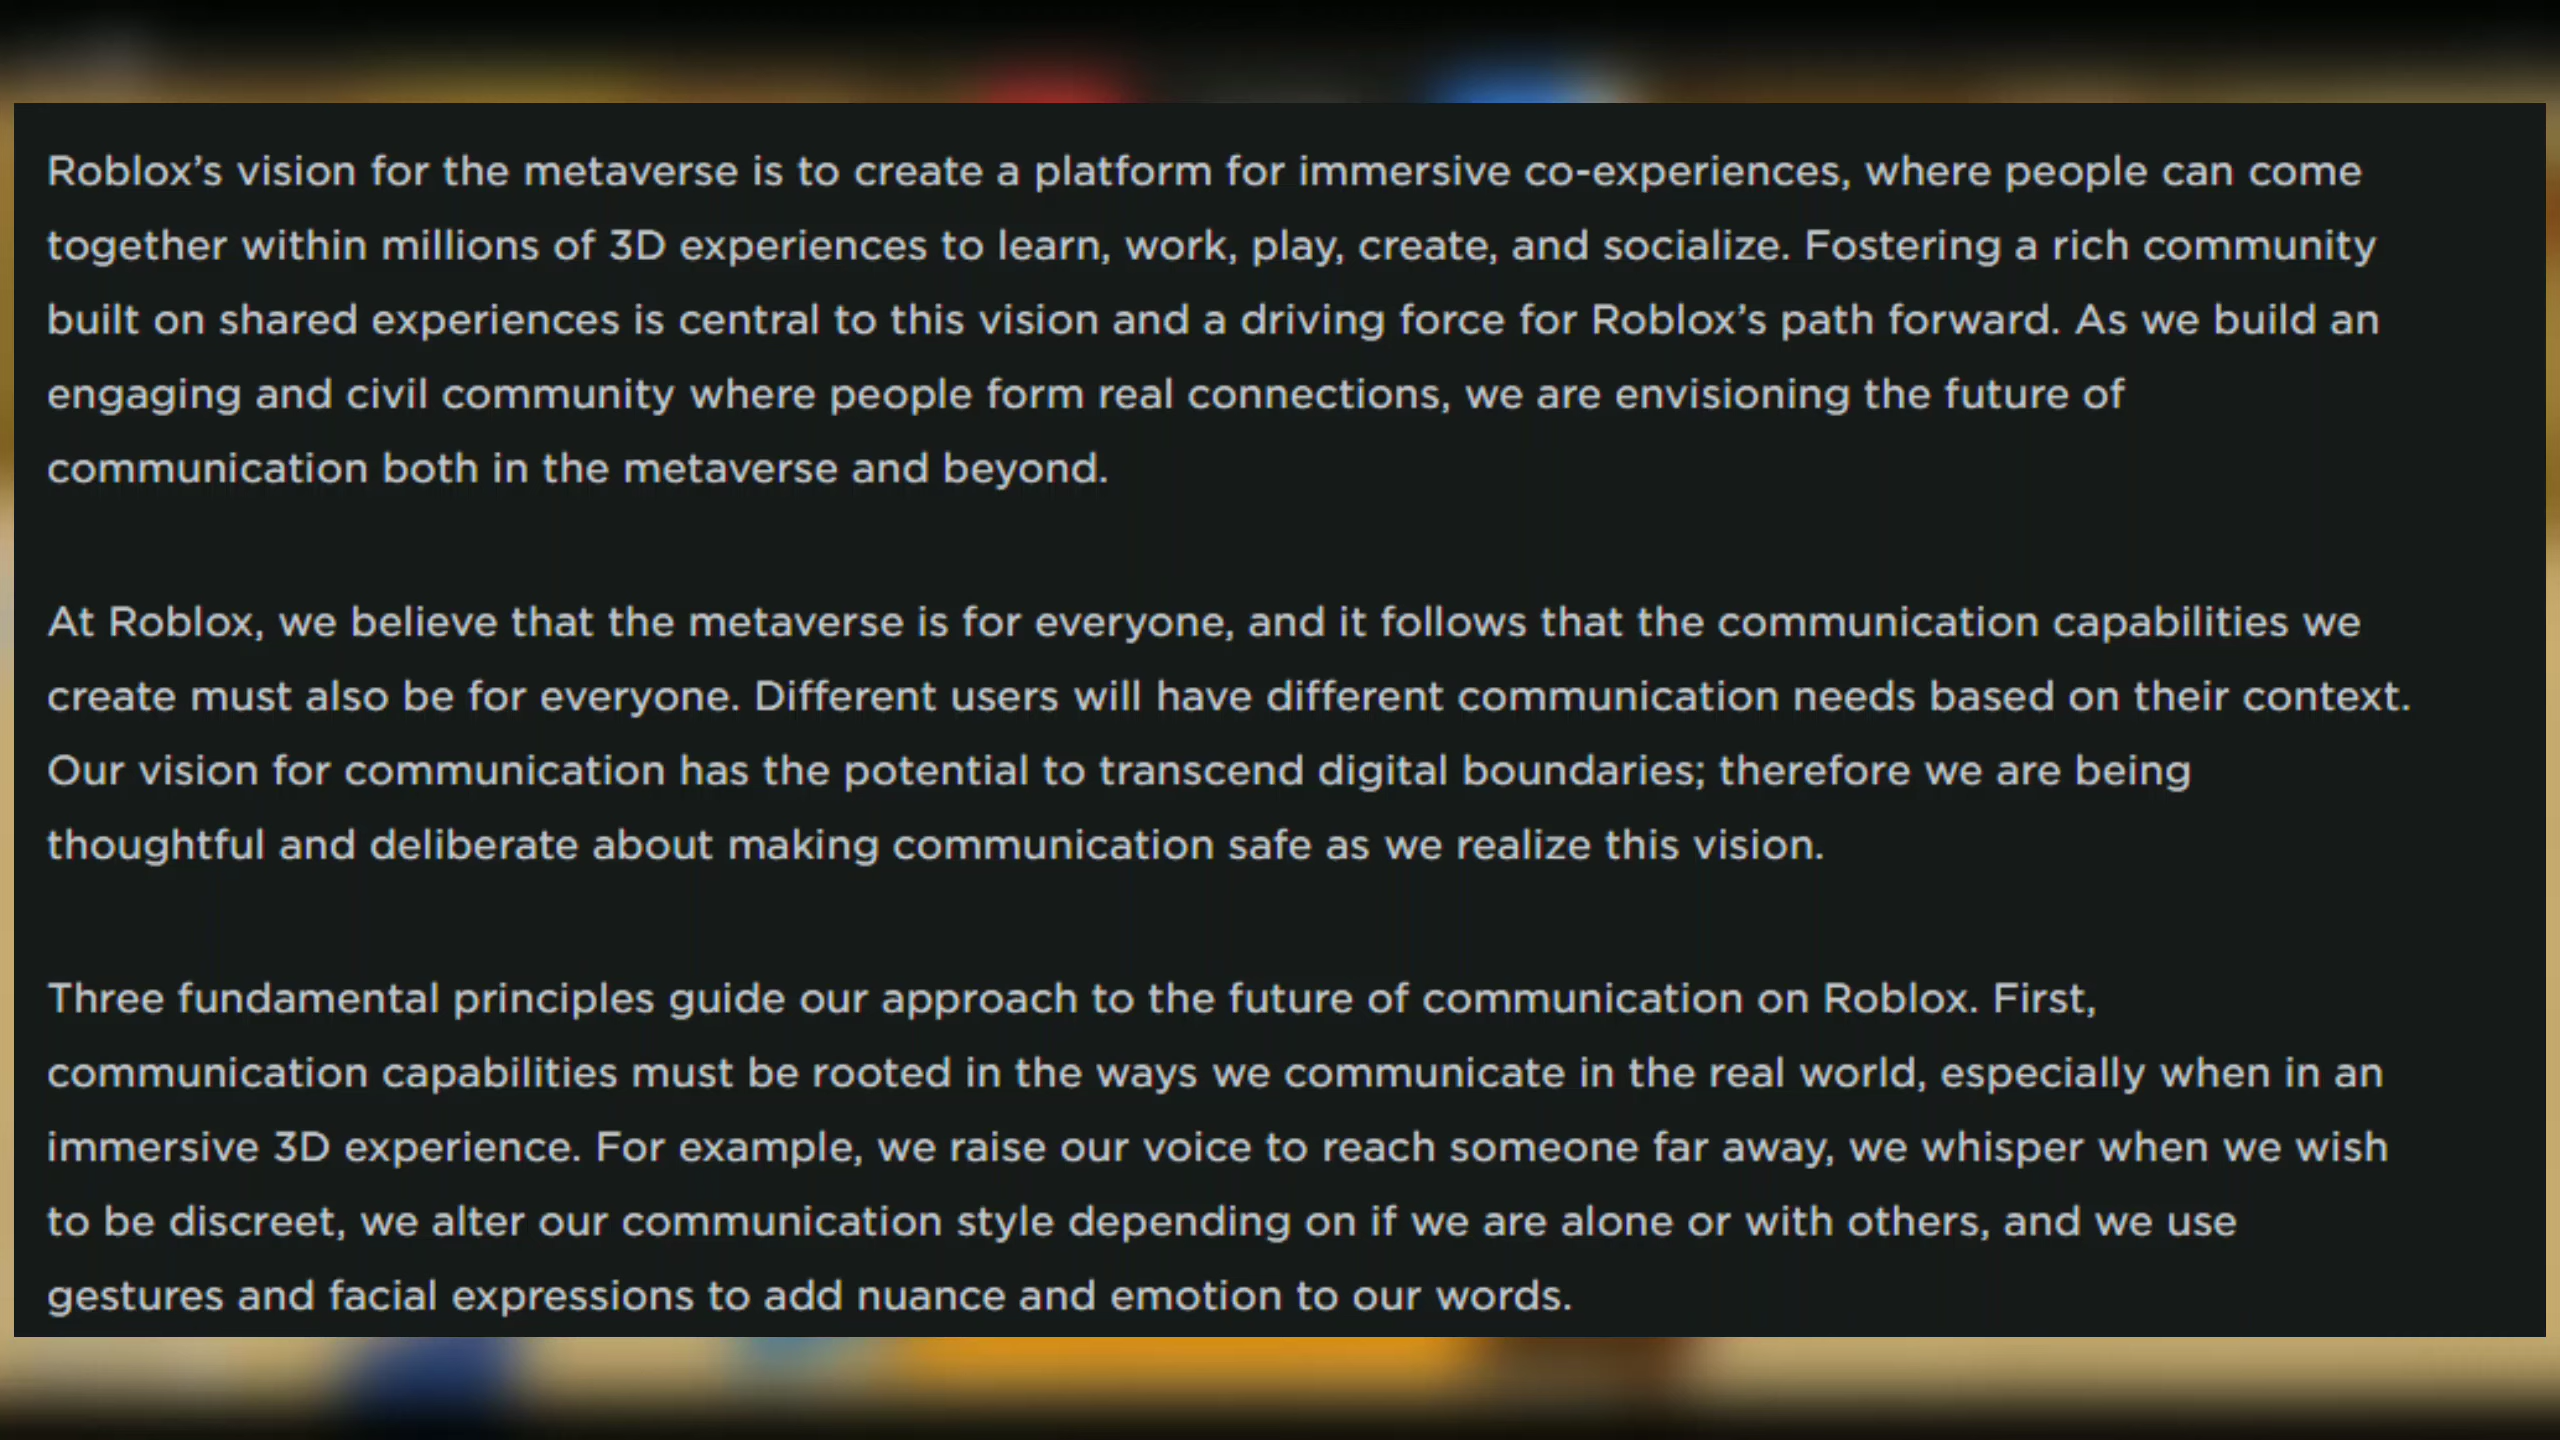 Roblox’s vision for the metaverse is to create a platform for immersive co-experiences, where people can come
together within millions of 3D experiences to learn, work, play, create, and socialize. Fostering a rich community
built on shared experiences is central to this vision and a driving force for Roblox’s path forward. As we build an
engaging and civil community where people form real connections, we are envisioning the future of
communication both in the metaverse and beyond.
At Roblox, we believe that the metaverse is for everyone, and it follows that the communication capabilities we
create must also be for everyone. Different users will have different communication needs based on their context.
Our vision for communication has the potential to transcend digital boundaries; therefore we are being
thoughtful and deliberate about making communication safe as we realize this vision.
Three fundamental principles guide our approach to the future of communication on Roblox. First,
communication capabilities must be rooted in the ways we communicate in the real world, especially when in an
immersive 3D experience. For example, we raise our voice to reach someone far away, we whisper when we wish
to be discreet, we alter our communication style depending on if we are alone or with others, and we use
gestures and facial expressions to add nuance and emotion to our words.